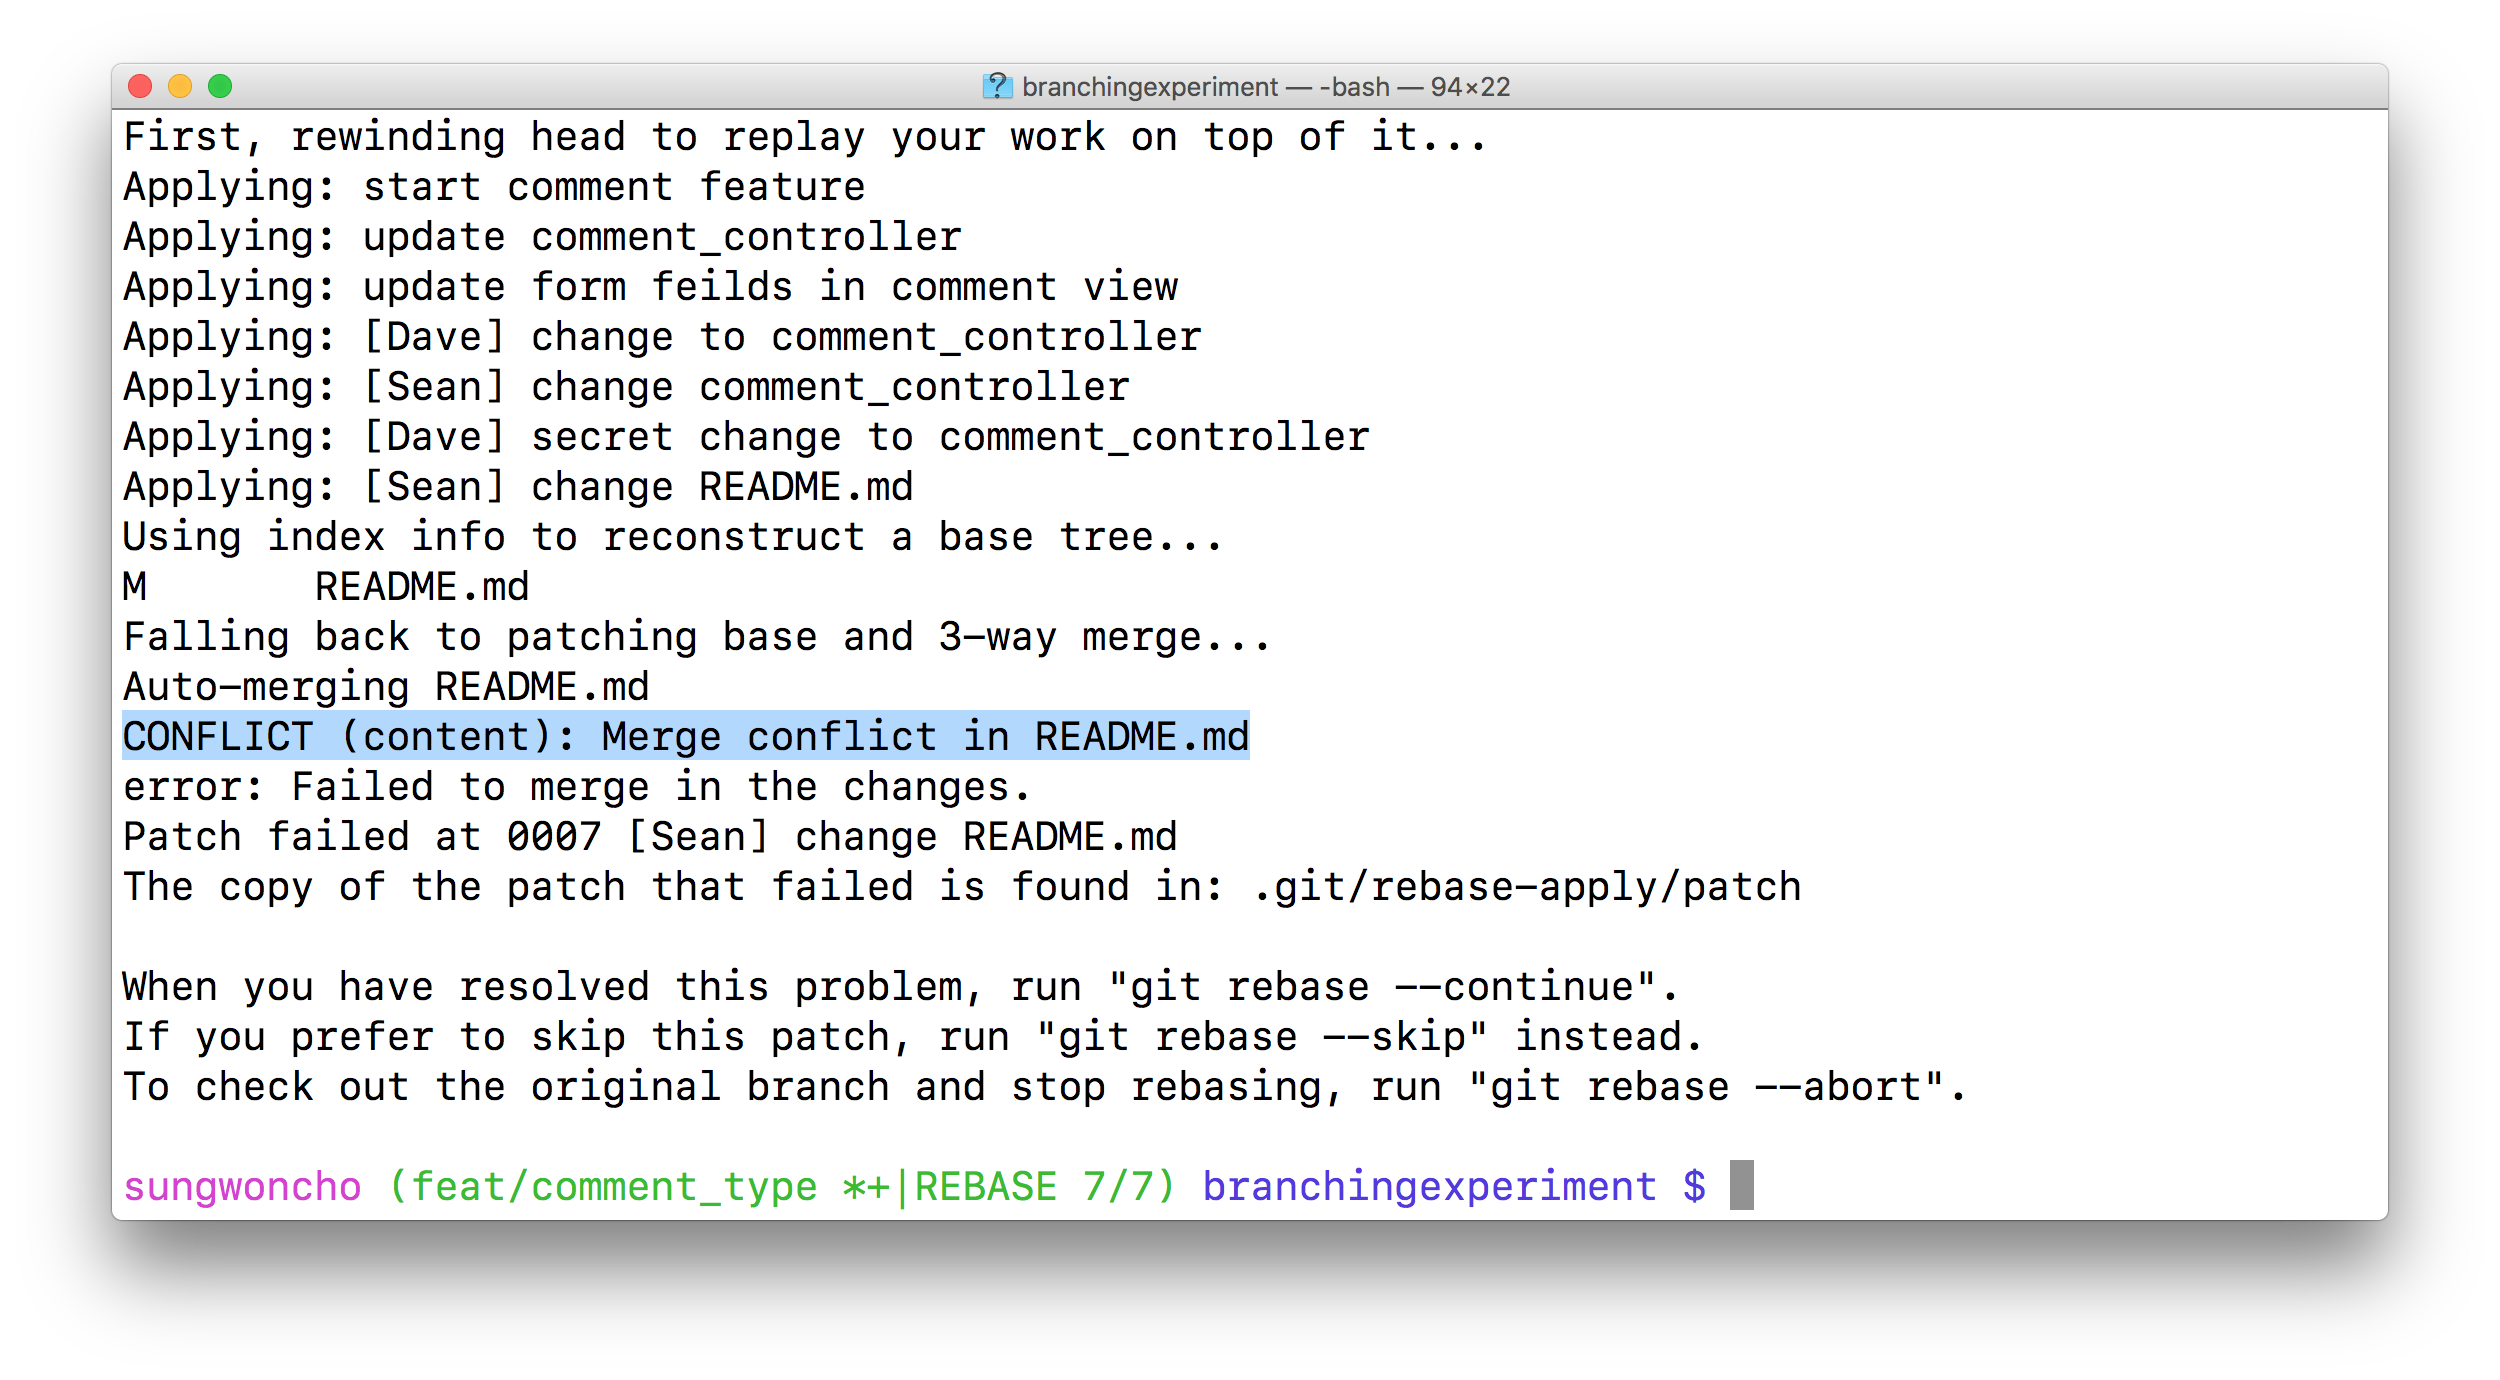 branchingexperiment — -bash — 94×22
First, rewinding head to replay your work on top of it...
Applying: start comment feature
Applying: update comment_controller
Applying: update form feilds in comment view
Applying: [Dave] change to comment_controller
Applying: [Sean] change comment_controller
Applying: [Dave] secret change to comment_controller
Applying: [Sean] change README.md
Using index info to reconstruct a base tree...
M       README.md
Falling back to patching base and 3-way merge...
Auto-merging README.md
CONFLICT (content): Merge conflict in README.md
error: Failed to merge in the changes.
Patch failed at 0007 [Sean] change README.md
The copy of the patch that failed is found in: .git/rebase-apply/patch
When you have resolved this problem, run "git rebase --continue".
If you prefer to skip this patch, run "git rebase --skip" instead.
To check out the original branch and stop rebasing, run "git rebase --abort".
sungwoncho (feat/comment_type *+|REBASE 7/7) branchingexperiment $